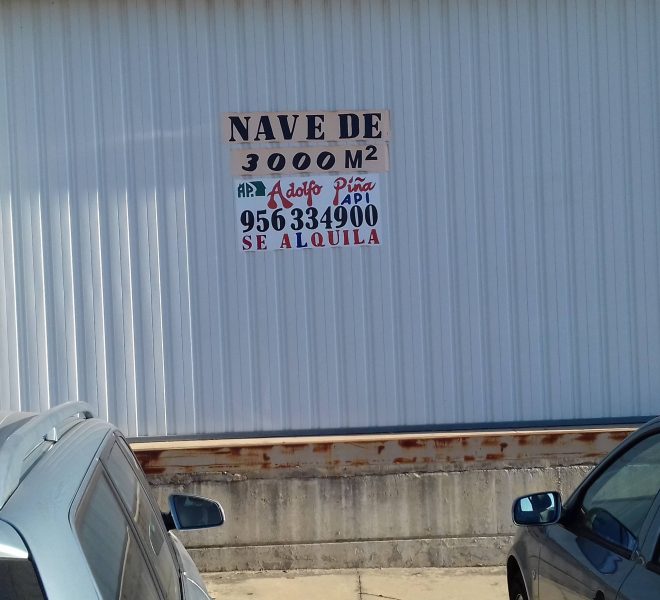 NAVE DE
3000 M²
AP. Adolfo Piña
API
956 334900
SE ALQUILA